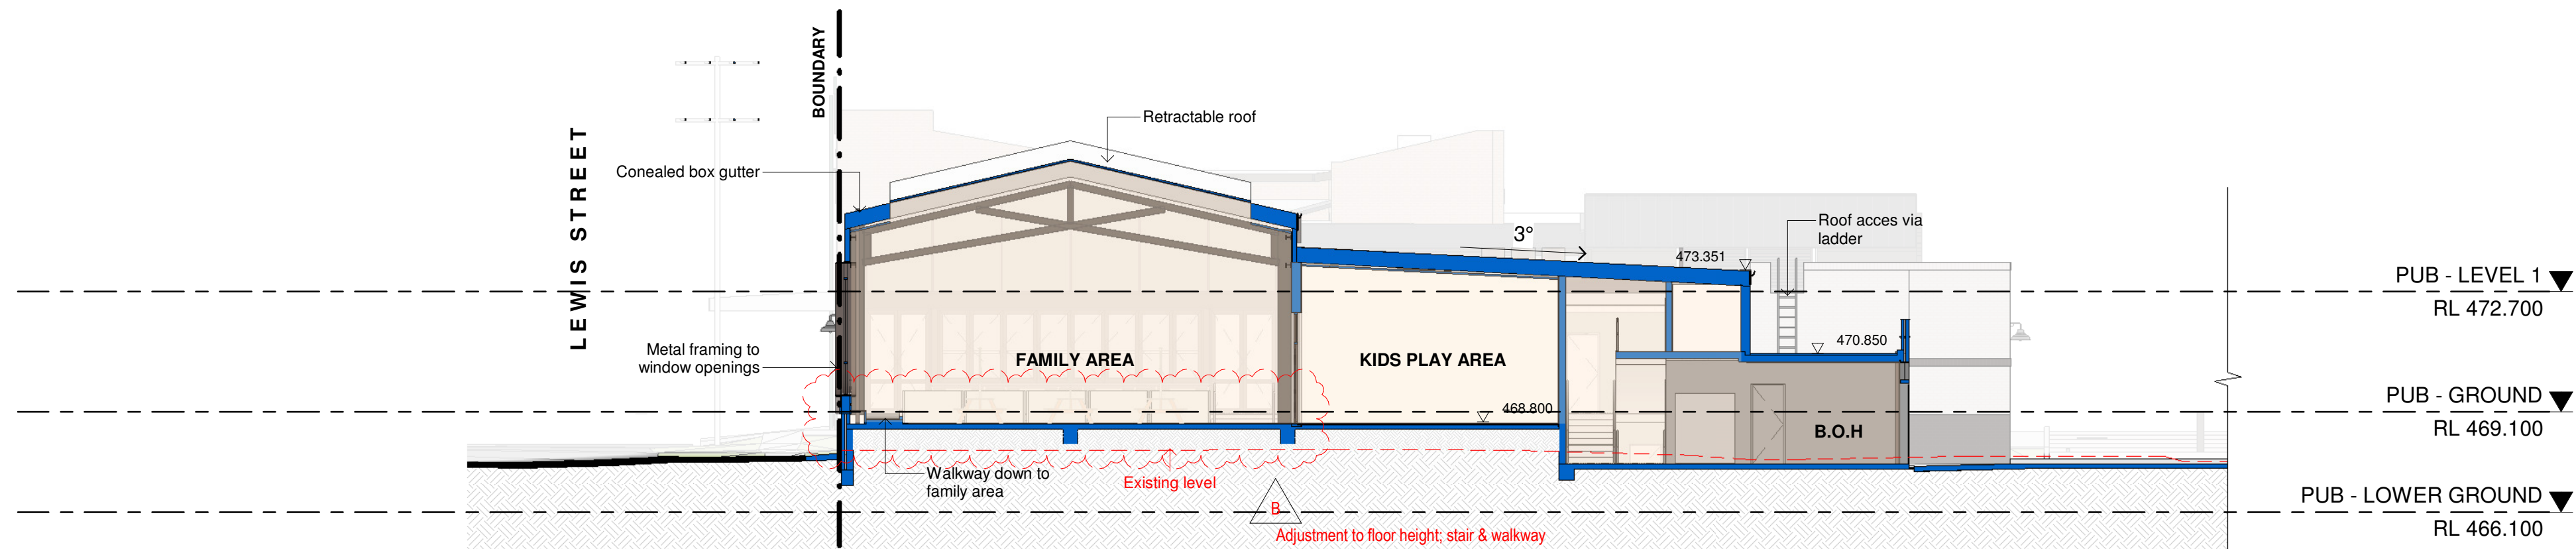 BOUNDARY
LEWIS STREET
Retractable roof
Conealed box gutter
Roof acces via
ladder
3°
473.351
PUB - LEVEL 1
RL 472.700
470.850
Metal framing to
window openings
FAMILY AREA
KIDS PLAY AREA
468.800
PUB - GROUND
RL 469.100
B.O.H
Walkway down to
family area
Existing level
B
Adjustment to floor height; stair & walkway
PUB - LOWER GROUND
RL 466.100